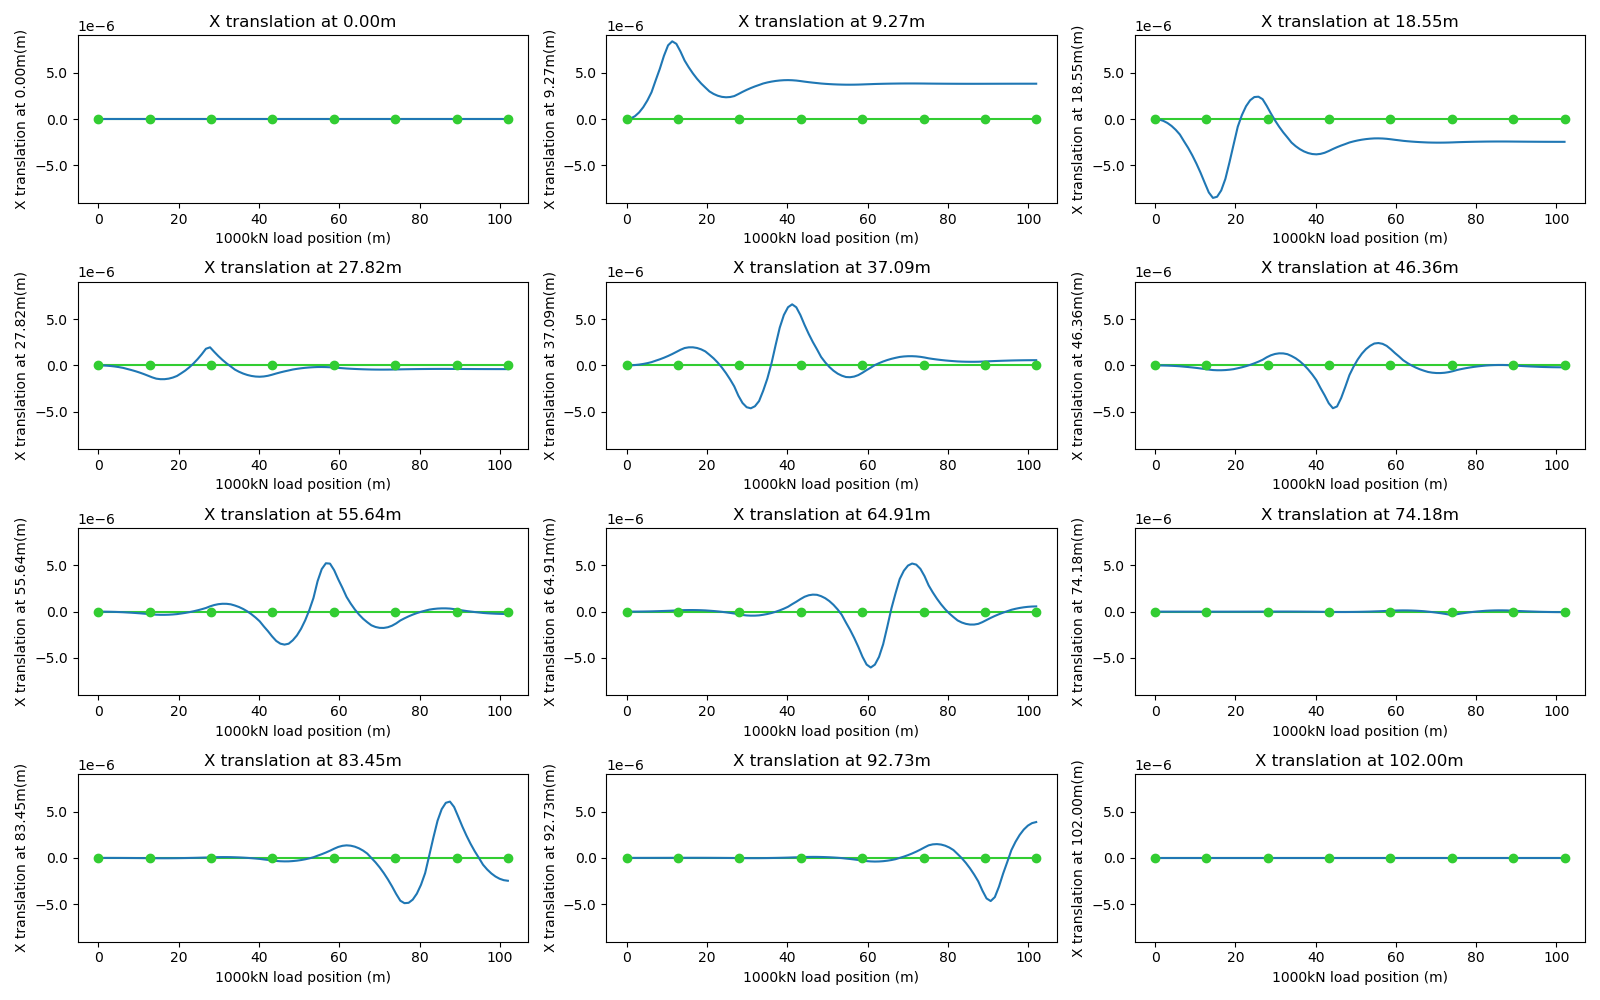 X translation at 0.00m
1e−6
X translation at 0.00m(m)
5.0
0.0
−5.0
0 20 40 60 80 100
1000kN load position (m)
X translation at 9.27m
1e−6
X translation at 9.27m(m)
5.0
0.0
−5.0
0 20 40 60 80 100
1000kN load position (m)
X translation at 18.55m
1e−6
X translation at 18.55m(m)
5.0
0.0
−5.0
0 20 40 60 80 100
1000kN load position (m)
X translation at 27.82m
1e−6
X translation at 27.82m(m)
5.0
0.0
−5.0
0 20 40 60 80 100
1000kN load position (m)
X translation at 37.09m
1e−6
X translation at 37.09m(m)
5.0
0.0
−5.0
0 20 40 60 80 100
1000kN load position (m)
X translation at 46.36m
1e−6
X translation at 46.36m(m)
5.0
0.0
−5.0
0 20 40 60 80 100
1000kN load position (m)
X translation at 55.64m
1e−6
X translation at 55.64m(m)
5.0
0.0
−5.0
0 20 40 60 80 100
1000kN load position (m)
X translation at 64.91m
1e−6
X translation at 64.91m(m)
5.0
0.0
−5.0
0 20 40 60 80 100
1000kN load position (m)
X translation at 74.18m
1e−6
X translation at 74.18m(m)
5.0
0.0
−5.0
0 20 40 60 80 100
1000kN load position (m)
X translation at 83.45m
1e−6
X translation at 83.45m(m)
5.0
0.0
−5.0
0 20 40 60 80 100
1000kN load position (m)
X translation at 92.73m
1e−6
X translation at 92.73m(m)
5.0
0.0
−5.0
0 20 40 60 80 100
1000kN load position (m)
X translation at 102.00m
1e−6
X translation at 102.00m(m)
5.0
0.0
−5.0
0 20 40 60 80 100
1000kN load position (m)